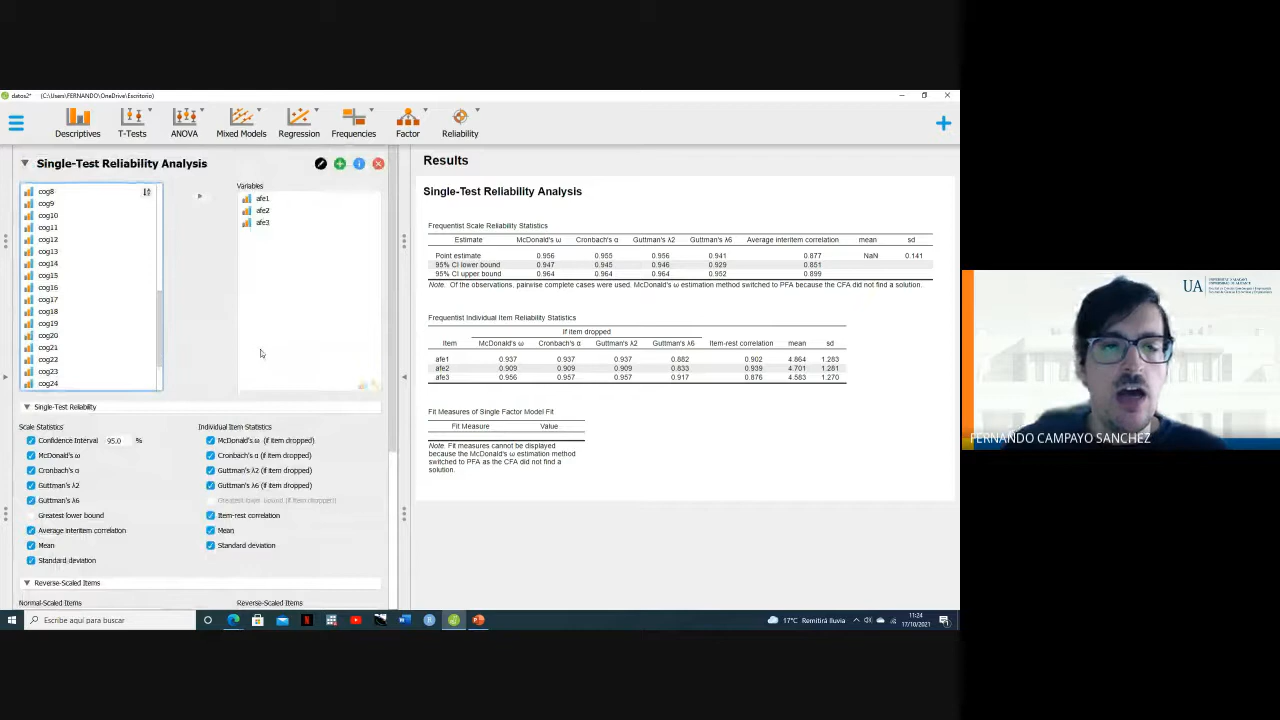 datos2* (C:\Users\FERNANDO\OneDrive\Escritorio)
Descriptives T-Tests ANOVA Mixed Models Regression Frequencies Factor Reliability
Single-Test Reliability Analysis
cog8
cog9
cog10
cog11
cog12
cog13
cog14
cog15
cog16
cog17
cog18
cog19
cog20
cog21
cog22
cog23
cog24
Variables
afe1
afe2
afe3
Single-Test Reliability
Scale Statistics
Confidence Interval 95.0 %
McDonald's ω
Cronbach's α
Guttman's λ2
Guttman's λ6
Greatest lower bound
Average interitem correlation
Mean
Standard deviation
Individual Item Statistics
McDonald's ω (if item dropped)
Cronbach's α (if item dropped)
Guttman's λ2 (if item dropped)
Guttman's λ6 (if item dropped)
Greatest lower bound (if item dropped)
Item-rest correlation
Mean
Standard deviation
Reverse-Scaled Items
Normal-Scaled Items Reverse-Scaled Items
Results
Single-Test Reliability Analysis
Frequentist Scale Reliability Statistics
Estimate McDonald's ω Cronbach's α Guttman's λ2 Guttman's λ6 Average interitem correlation mean sd
Point estimate 0.956 0.955 0.956 0.941 0.877 NaN 0.141
95% CI lower bound 0.947 0.945 0.946 0.929 0.851
95% CI upper bound 0.964 0.964 0.964 0.952 0.899
Note. Of the observations, pairwise complete cases were used. McDonald's ω estimation method switched to PFA because the CFA did not find a solution.
Frequentist Individual Item Reliability Statistics
If item dropped
Item McDonald's ω Cronbach's α Guttman's λ2 Guttman's λ6 Item-rest correlation mean sd
afe1 0.937 0.937 0.937 0.882 0.902 4.864 1.283
afe2 0.909 0.909 0.909 0.833 0.939 4.701 1.281
afe3 0.956 0.957 0.957 0.917 0.876 4.583 1.270
Fit Measures of Single Factor Model Fit
Fit Measure Value
Note. Fit measures cannot be displayed
because the McDonald's ω estimation method
switched to PFA as the CFA did not find a
solution.
UA
FERNANDO CAMPAYO SANCHEZ
Escribe aquí para buscar
17°C Remitirá lluvia
11:24
17/10/2021